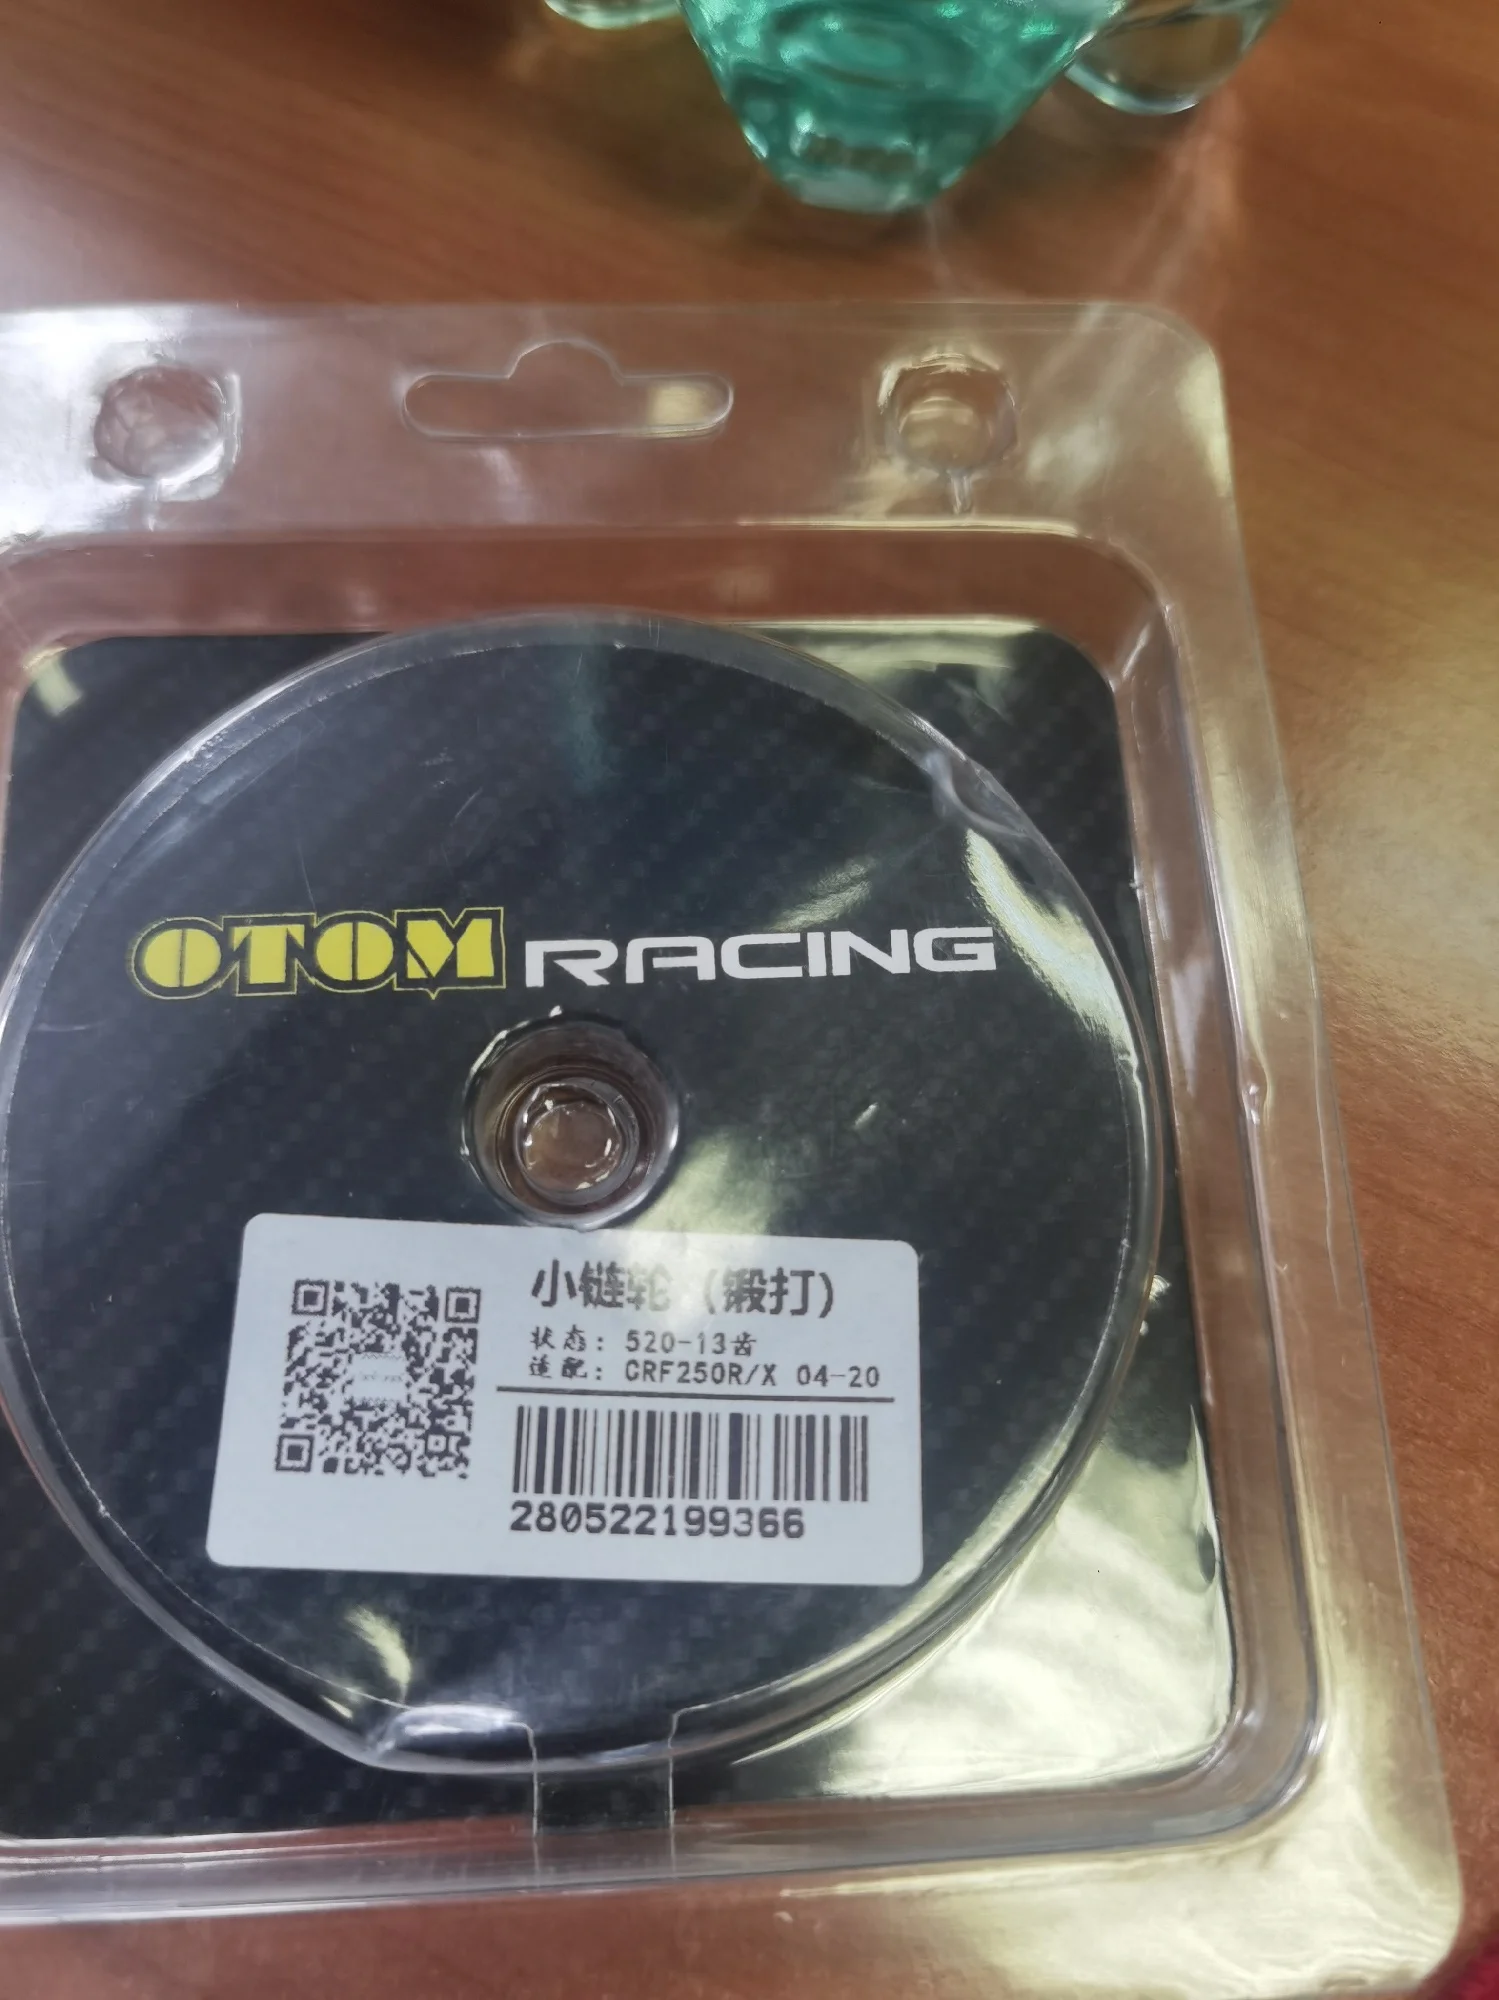 OTOM RACING
小链轮（锻打）
状态：520-13齿
适配：CRF250R/X 04-20
280522199366